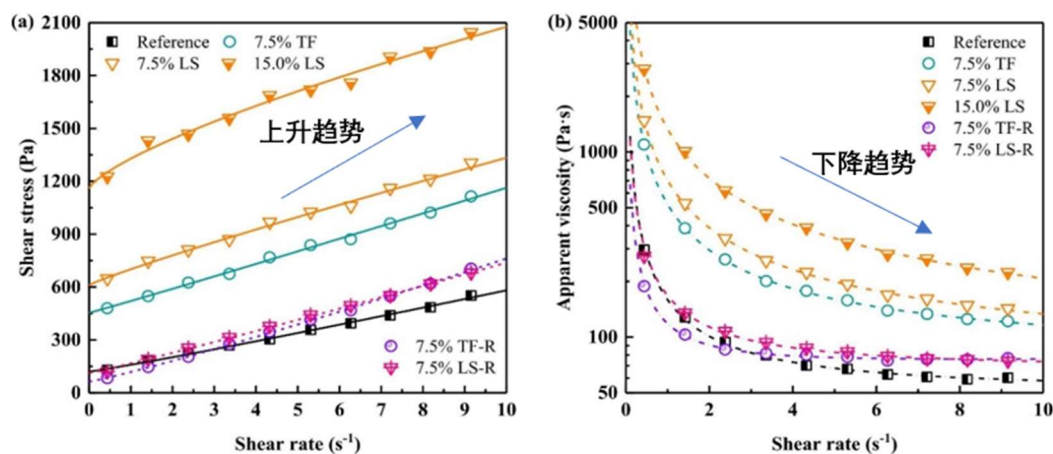 (a)
2100
1800
1500
1200
900
600
300
0
Shear stress (Pa)
Reference
7.5% TF
7.5% LS
15.0% LS
上升趋势
7.5% TF-R
7.5% LS-R
0 1 2 3 4 5 6 7 8 9 10
Shear rate (s⁻¹)
(b)
5000
1000
500
100
50
Apparent viscosity (Pa·s)
Reference
7.5% TF
7.5% LS
15.0% LS
7.5% TF-R
7.5% LS-R
下降趋势
0 2 4 6 8 10
Shear rate (s⁻¹)